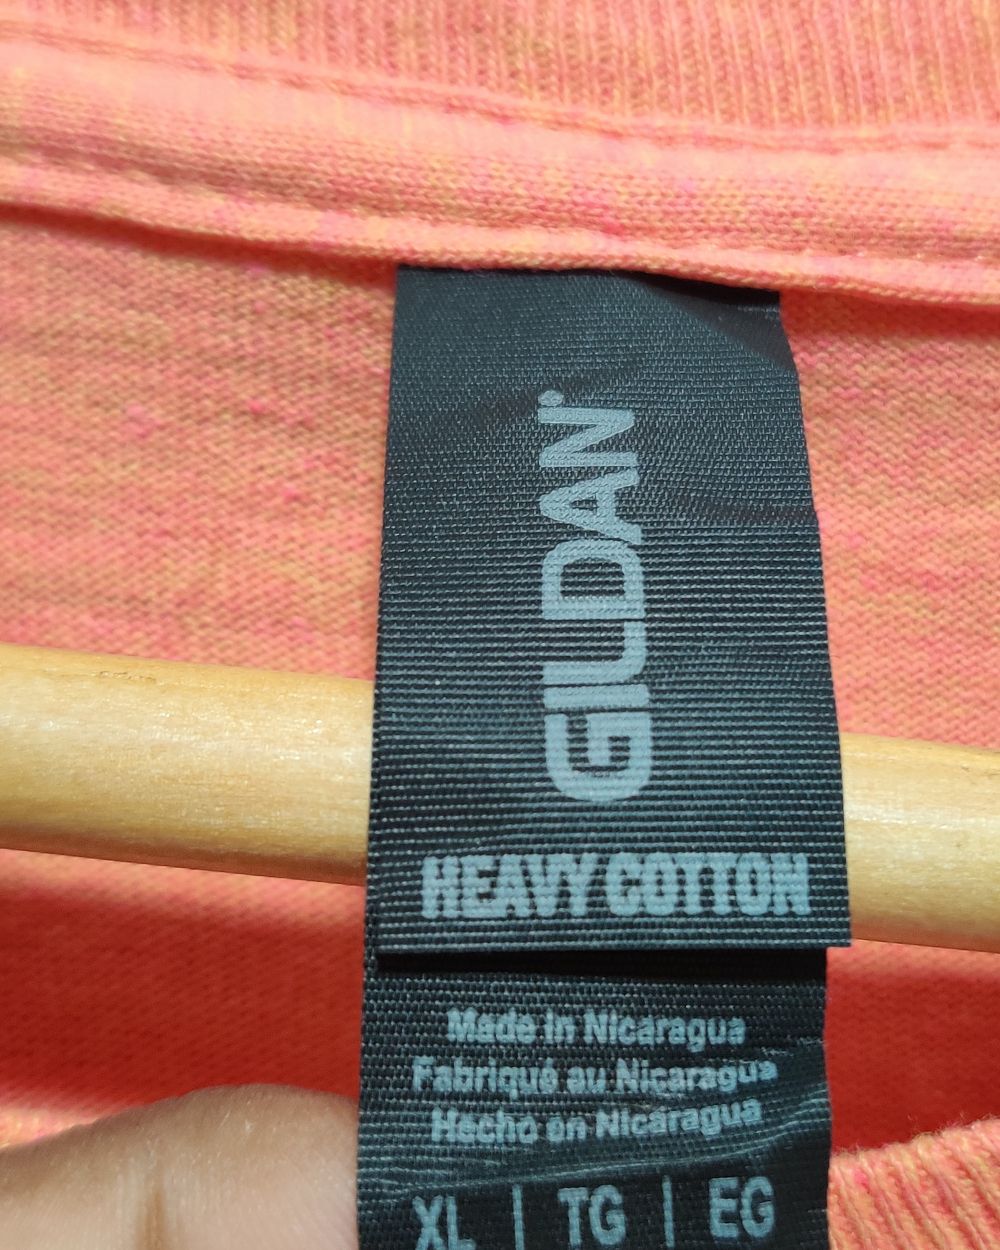 GILDAN®
HEAVY COTTON
Made in Nicaragua
Fabriqué au Nicaragua
Hecho en Nicaragua
XL | TG | EG